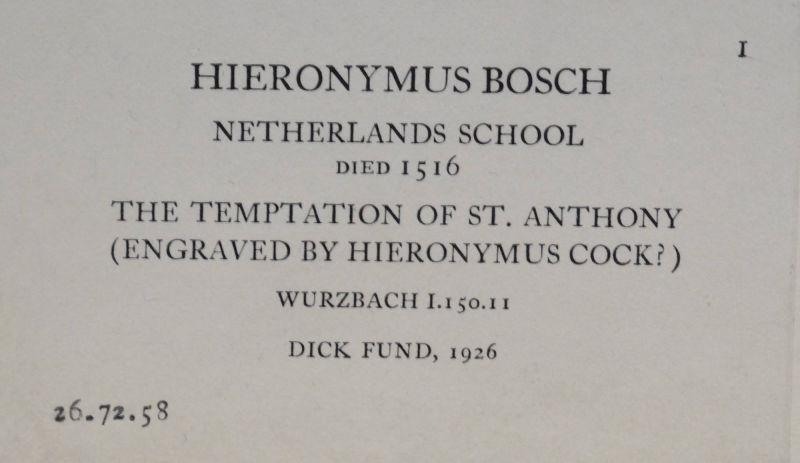 I
HIERONYMUS BOSCH
NETHERLANDS SCHOOL
DIED 1516
THE TEMPTATION OF ST. ANTHONY
(ENGRAVED BY HIERONYMUS COCK?)
WURZBACH I.150.11
DICK FUND, 1926
26.72.58